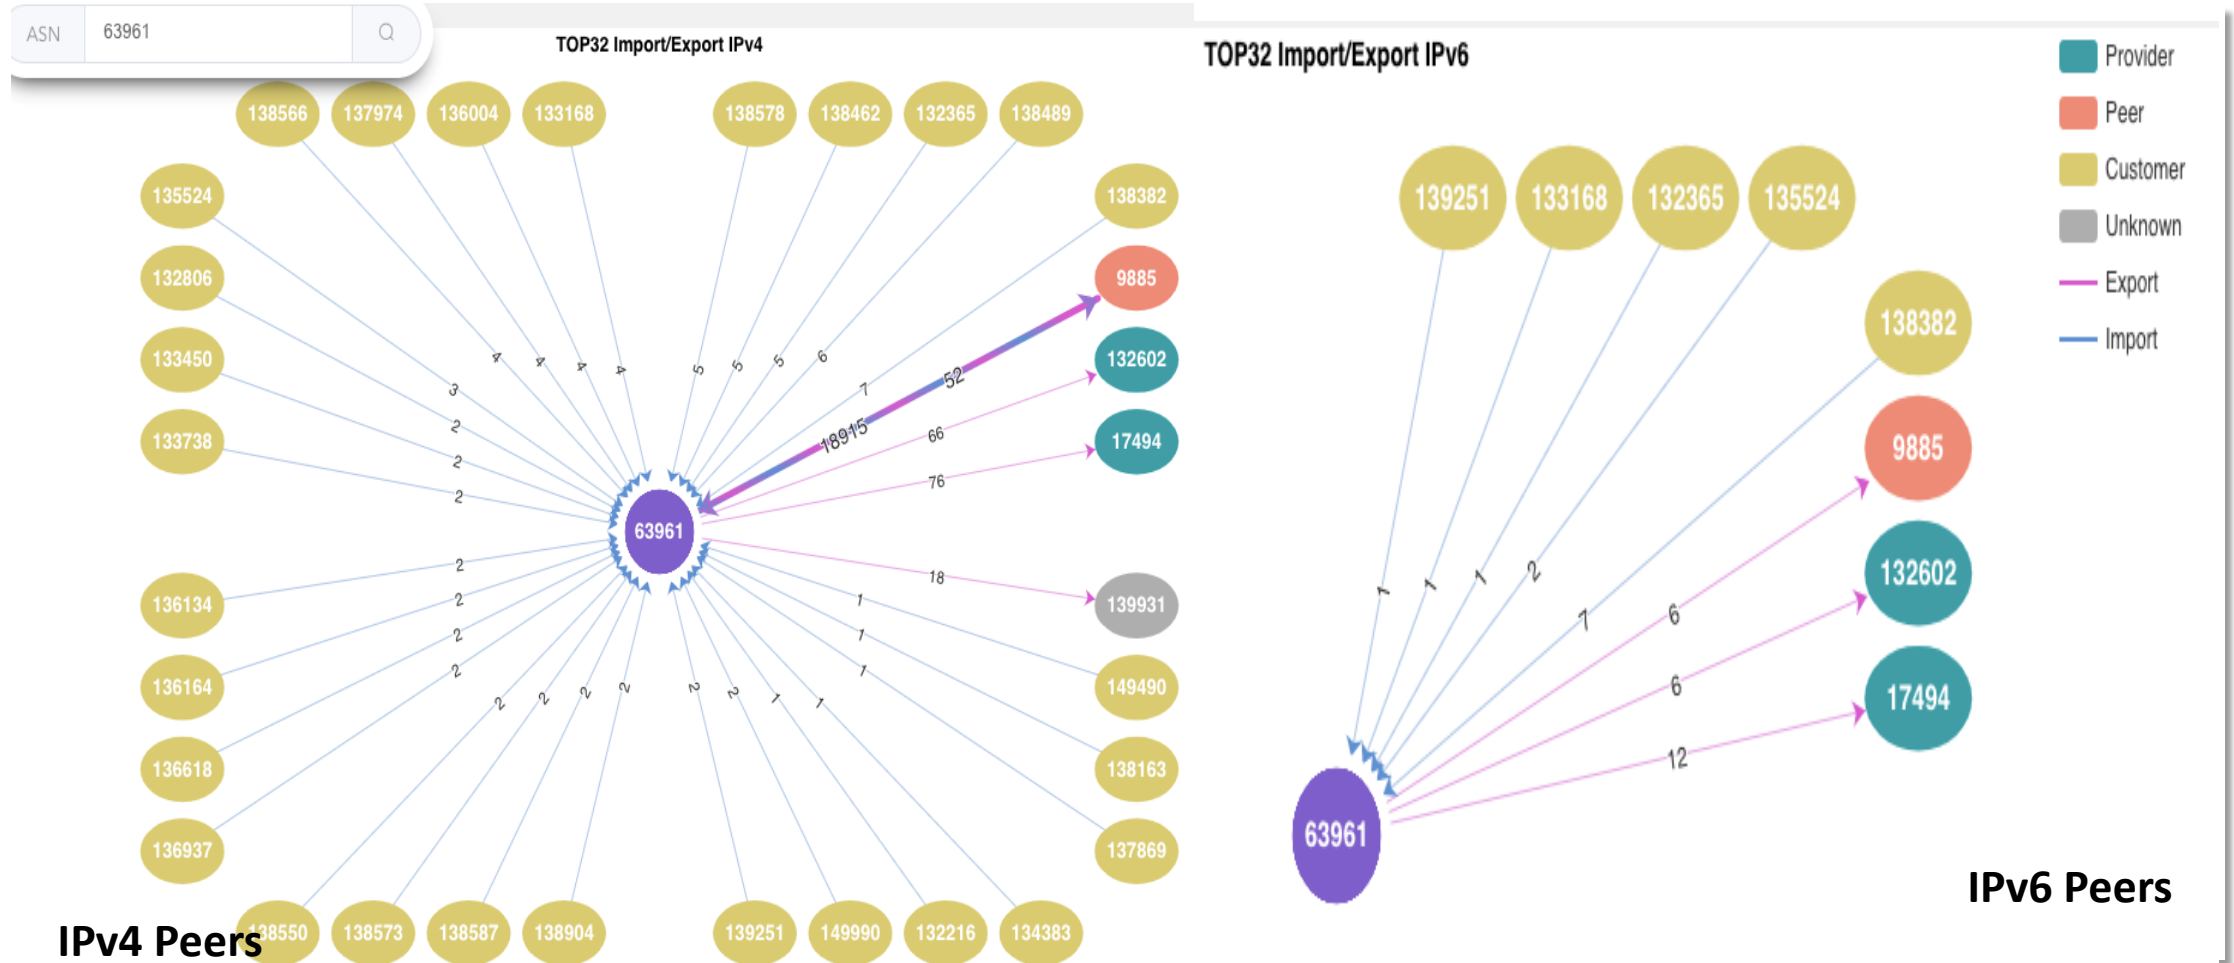 ASN 63961
TOP32 Import/Export IPv4
138566 137974 136004 133168 138578 138462 132365 138489
135524 138382
132806 9885
133450 132602
133738 17494
4 4 4 4 5 5 5 6
3 7 52
2 18915 66
2 76
2
63961
2 18
2 1
2 1
2 1
2 2 2 2 2 2 1 1
136134 139931
136164 149490
136618 138163
136937 137869
138550 138573 138587 138904 139251 149990 132216 134383
IPv4 Peers
TOP32 Import/Export IPv6
139251 133168 132365 135524
138382
9885
132602
17494
1 1 1 2 7 6
6
12
63961
IPv6 Peers
Provider
Peer
Customer
Unknown
Export
Import